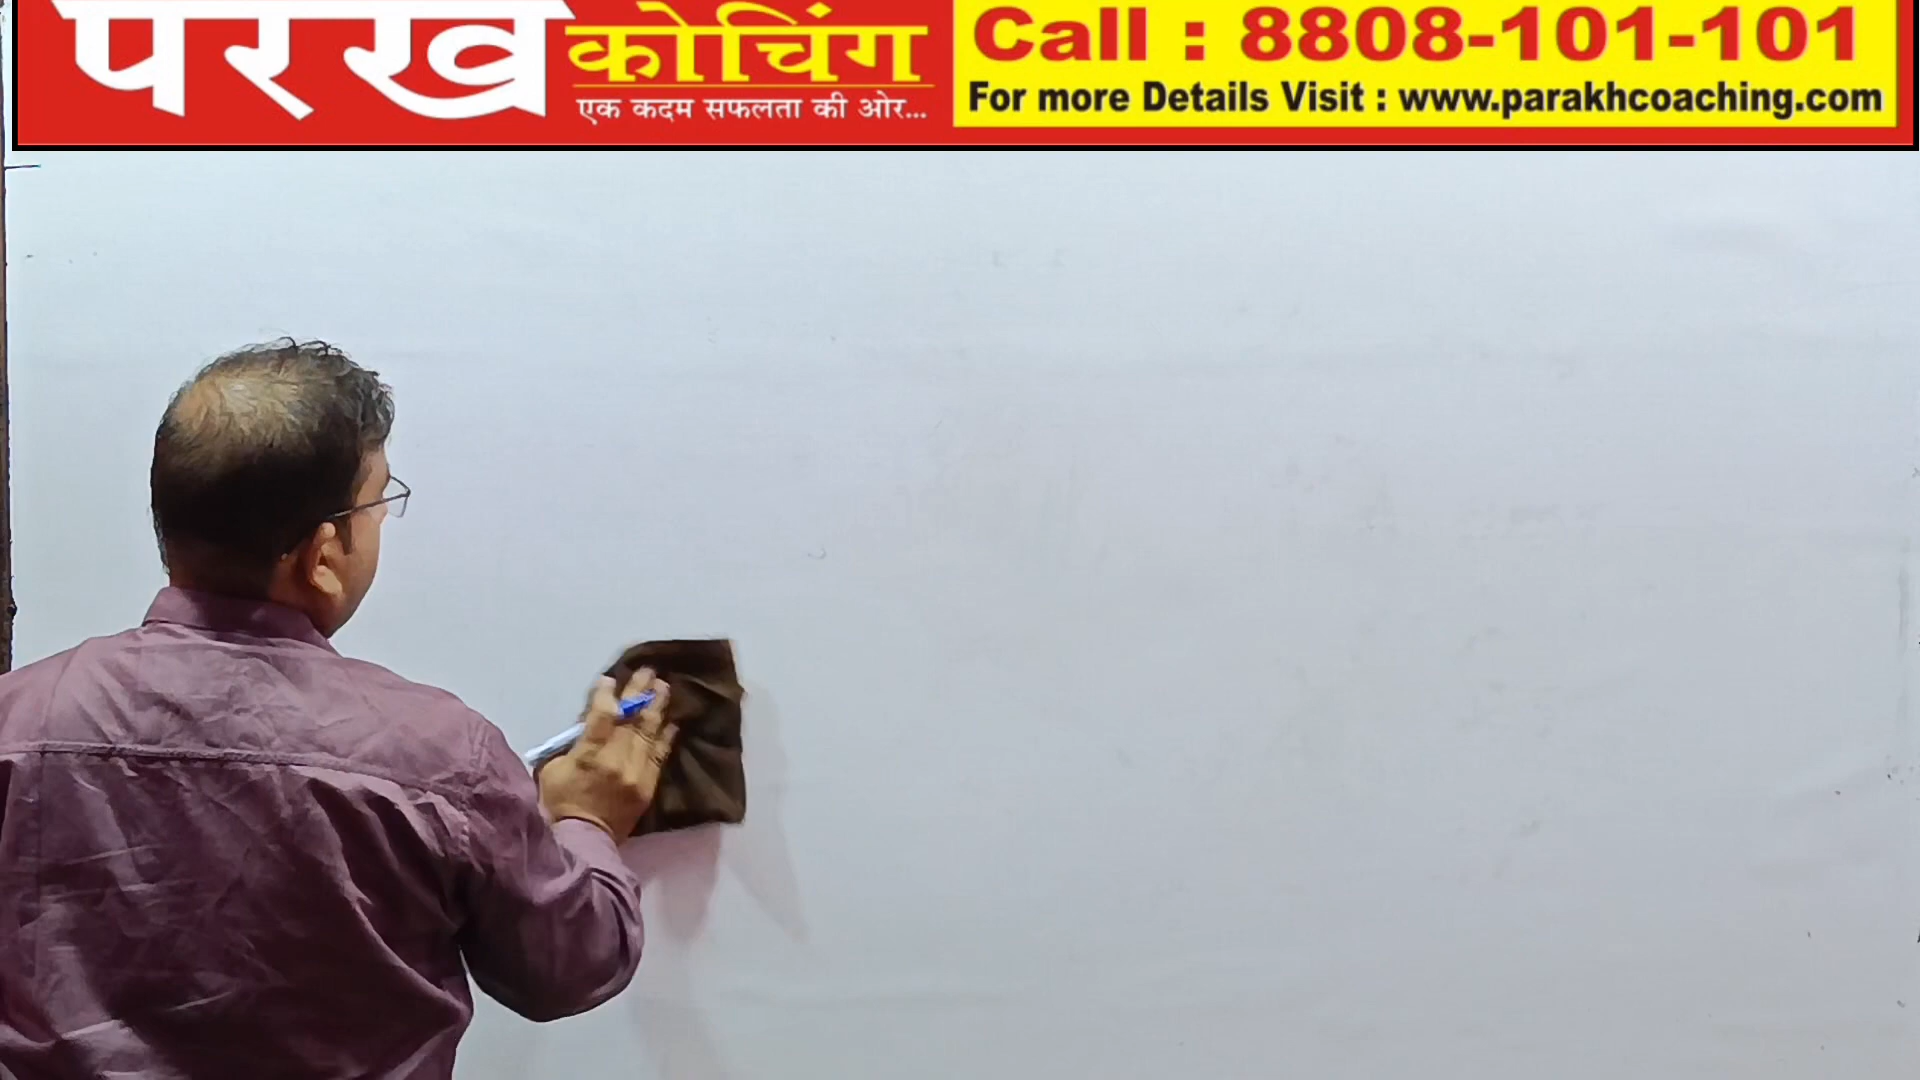 परख कोचिंग
एक कदम सफलता की ओर...
Call : 8808-101-101
For more Details Visit : www.parakhcoaching.com